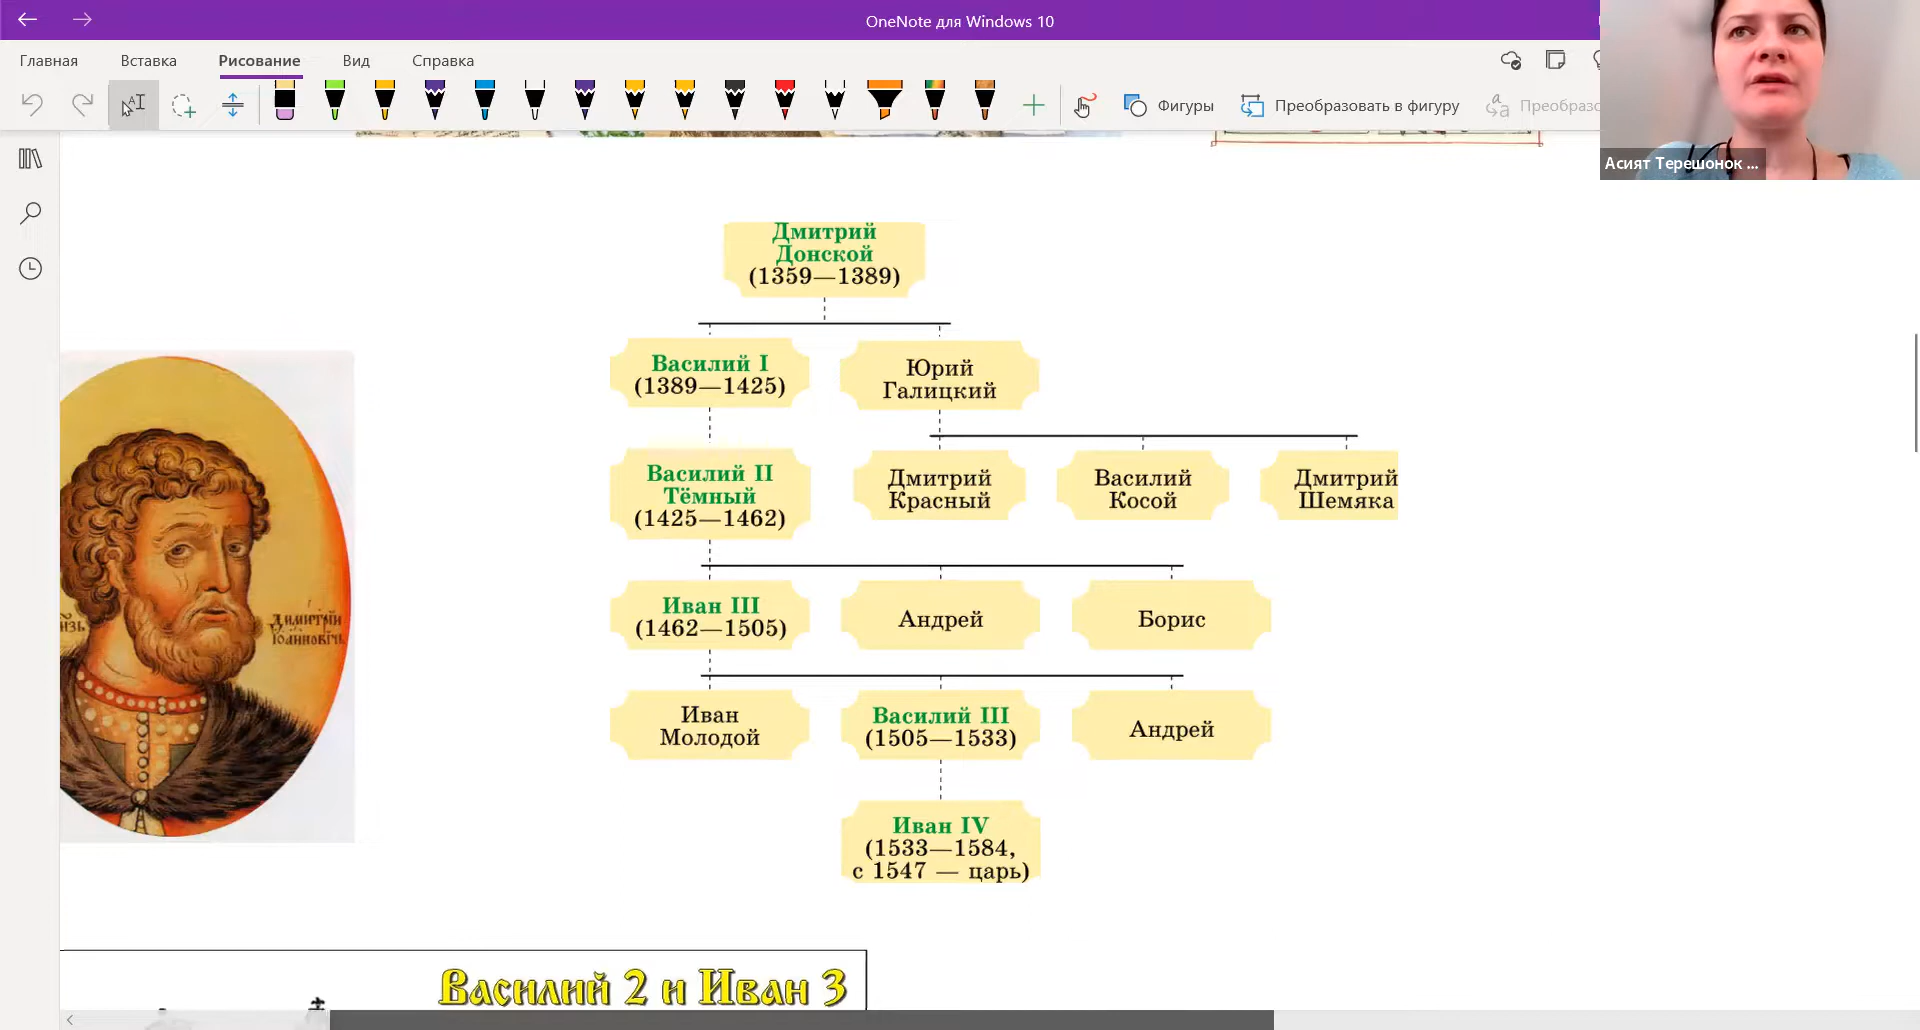 OneNote для Windows 10
Главная
Вставка
Рисование
Вид
Справка
Фигуры
Преобразовать в фигуру
Преобразо
Асият Терешонок ...
Дмитрий
Донской
(1359—1389)
Василий I
(1389—1425)
Юрий
Галицкий
Василий II
Тёмный
(1425—1462)
Дмитрий
Красный
Василий
Косой
Дмитрий
Шемяка
Иван III
(1462—1505)
Андрей
Борис
Иван
Молодой
Василий III
(1505—1533)
Андрей
Иван IV
(1533—1584,
с 1547 — царь)
Василий 2 и Иван 3